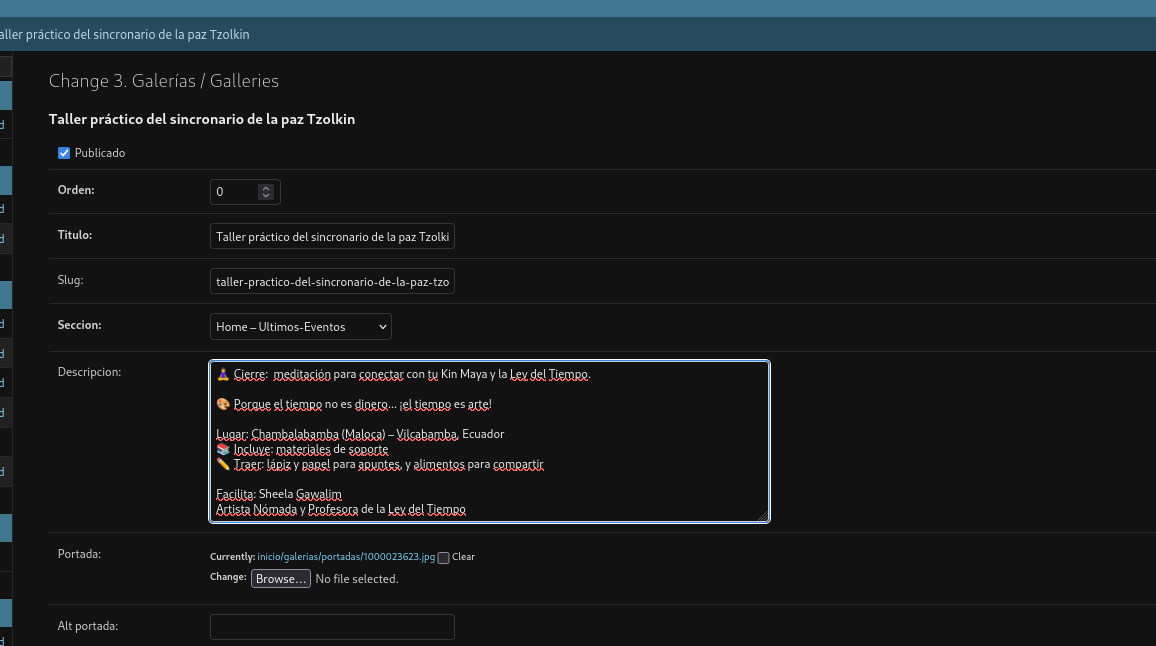 aller práctico del sincronario de la paz Tzolkin
Change 3. Galerías / Galleries
Taller práctico del sincronario de la paz Tzolkin
Publicado
Orden:
0
Titulo:
Taller práctico del sincronario de la paz Tzolki
Slug:
taller-practico-del-sincronario-de-la-paz-tzo
Seccion:
Home – Ultimos-Eventos
Descripcion:
🧘‍♀️ Cierre:  meditación para conectar con tu Kin Maya y la Ley del Tiempo.
🎨 Porque el tiempo no es dinero... ¡el tiempo es arte!
Lugar: Chambalabamba (Maloca) – Vilcabamba, Ecuador
📚 Incluye: materiales de soporte
✏️ Traer: lápiz y papel para apuntes, y alimentos para compartir
Facilita: Sheela Gawalim
Artista Nómada y Profesora de la Ley del Tiempo
Portada:
Currently: inicio/galerias/portadas/1000023623.jpg Clear
Change: Browse... No file selected.
Alt portada: